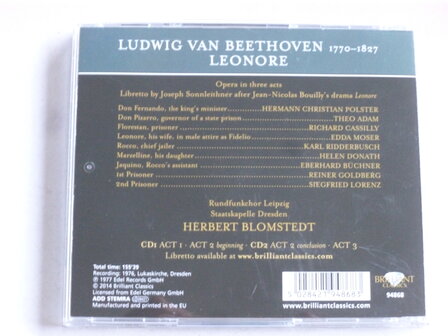 LUDWIG VAN BEETHOVEN 1770–1827
LEONORE
Opera in three acts
Libretto by Joseph Sonnleithner after Jean-Nicolas Bouilly's drama Leonore
Don Fernando, the king's minister HERMANN CHRISTIAN POLSTER
Don Pizarro, governor of a state prison THEO ADAM
Florestan, prisoner RICHARD CASSILLY
Leonore, his wife, in male attire as Fidelio EDDA MOSER
Rocco, chief jailer KARL RIDDERBUSCH
Marzelline, his daughter HELEN DONATH
Jaquino, Rocco's assistant EBERHARD BÜCHNER
1st Prisoner REINER GOLDBERG
2nd Prisoner SIEGFRIED LORENZ
Rundfunkchor Leipzig
Staatskapelle Dresden
HERBERT BLOMSTEDT
CD1 ACT 1 · ACT 2 beginning · CD2 ACT 2 conclusion · ACT 3
Libretto available at www.brilliantclassics.com
Total time: 155'39
Recording: 1976, Lukaskirche, Dresden
℗ 1977 Edel Records GmbH
© 2014 Brilliant Classics
Licensed from Edel Germany GmbH
ADD STEMRA
Manufactured and printed in the EU
www.brilliantclassics.com
5 028421 948683
BRILLIANT
CLASSICS
94868